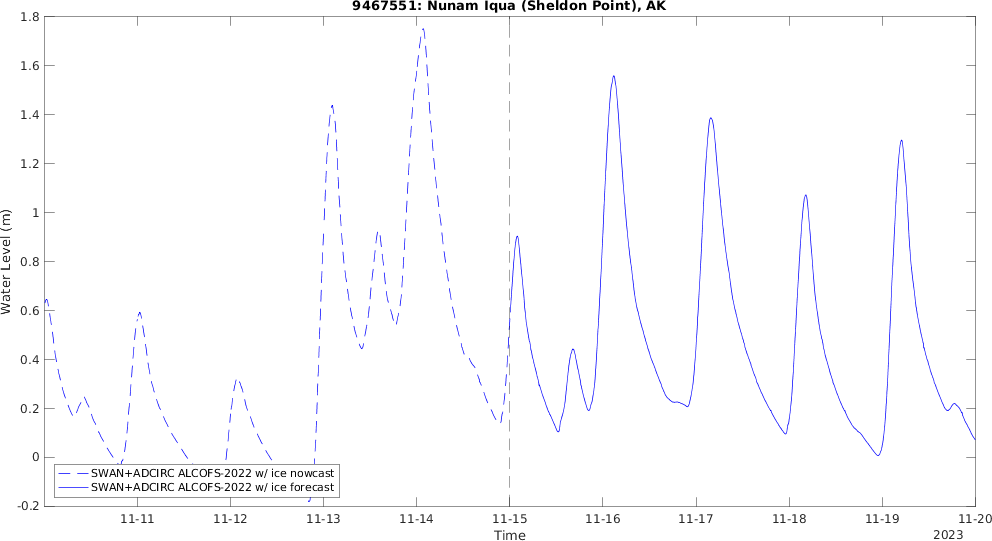 9467551: Nunam Iqua (Sheldon Point), AK
1.8
1.6
1.4
1.2
1
0.8
0.6
0.4
0.2
0
-0.2
Water Level (m)
SWAN+ADCIRC ALCOFS-2022 w/ ice nowcast
SWAN+ADCIRC ALCOFS-2022 w/ ice forecast
11-11 11-12 11-13 11-14 11-15 11-16 11-17 11-18 11-19 11-20
Time
2023